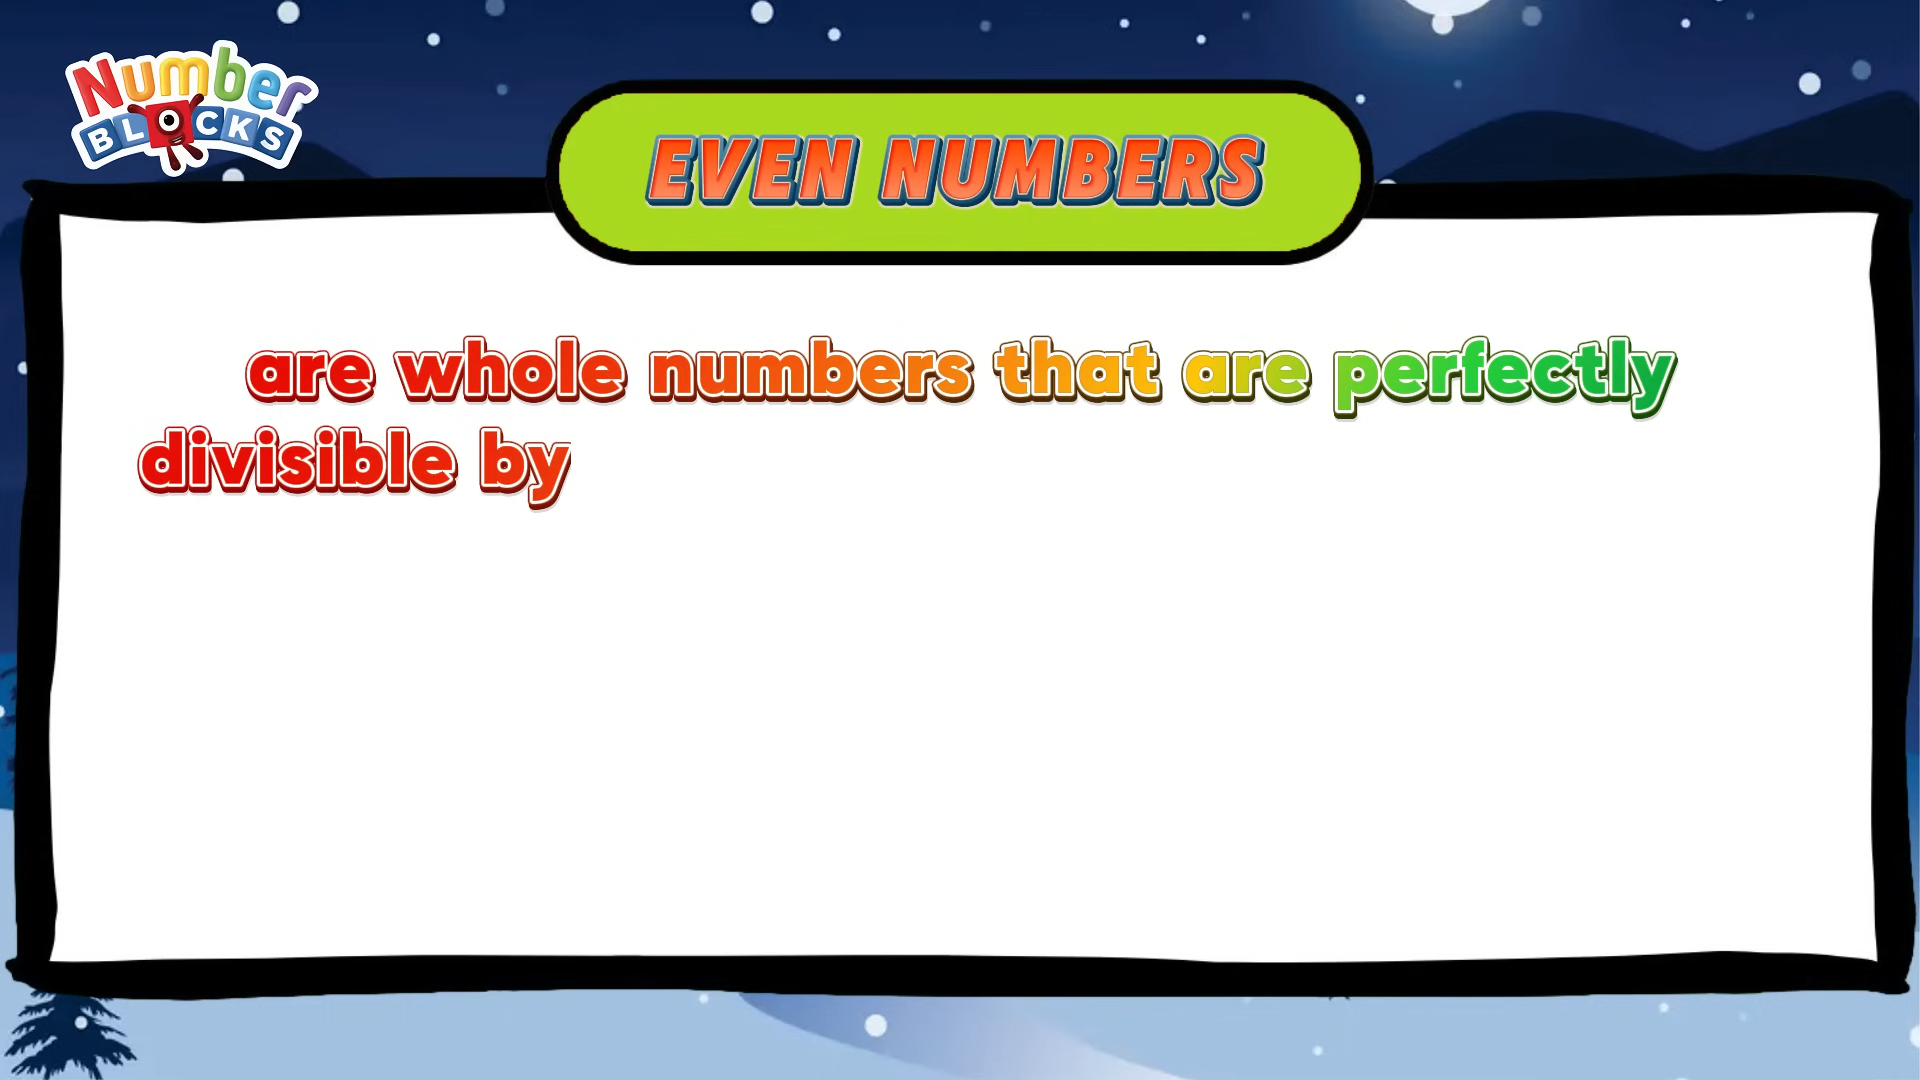 Number
BLOCKS
EVEN NUMBERS
are whole numbers that are perfectly
divisible by